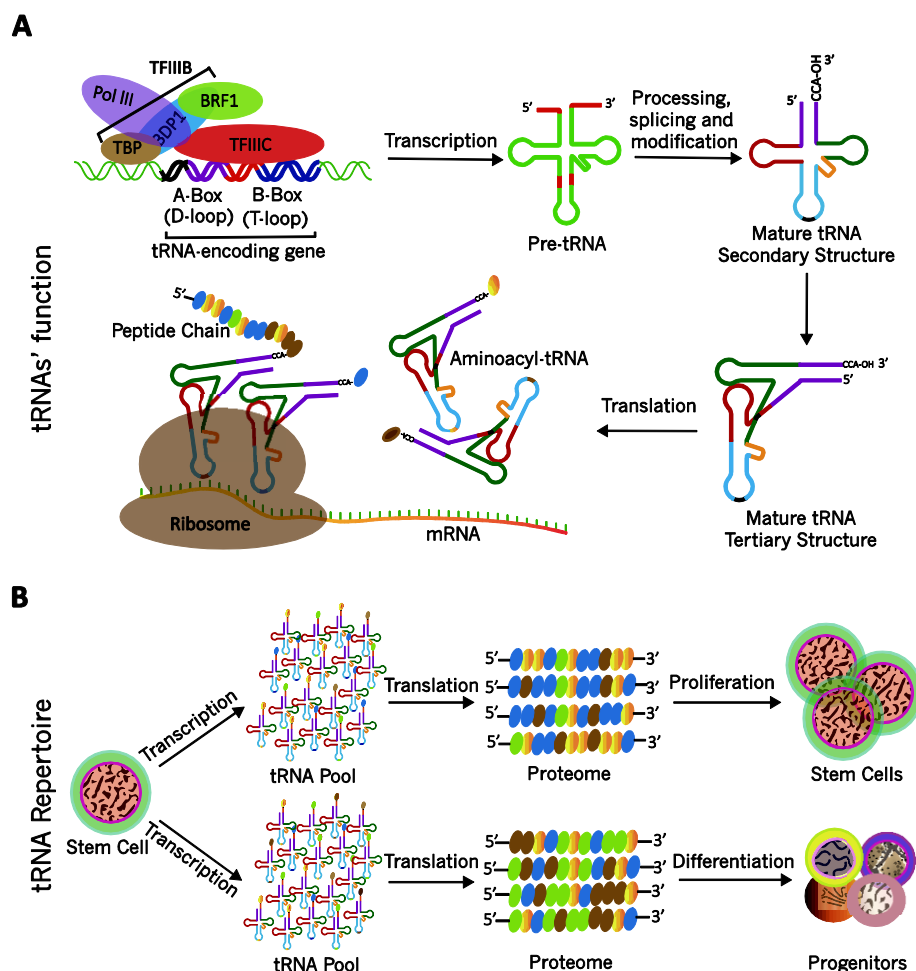 A
TFIIIB
Pol III
BRF1
3DP1
TBP
TFIIIC
A-Box
(D-loop)
B-Box
(T-loop)
tRNA-encoding gene
Transcription
5′
3′
Pre-tRNA
Processing,
splicing and
modification
5′
CCA-OH 3′
Mature tRNA
Secondary Structure
tRNAs' function
5′
Peptide Chain
CCA-
CCA-
CCA-
Aminoacyl-tRNA
Ribosome
mRNA
Translation
CCA-OH 3′
5′
Mature tRNA
Tertiary Structure
B
tRNA Repertoire
Stem Cell
Transcription
tRNA Pool
Translation
5′
3′
5′
3′
5′
3′
5′
3′
Proteome
Proliferation
Stem Cells
Transcription
tRNA Pool
Translation
5′
3′
5′
3′
5′
3′
5′
3′
Proteome
Differentiation
Progenitors